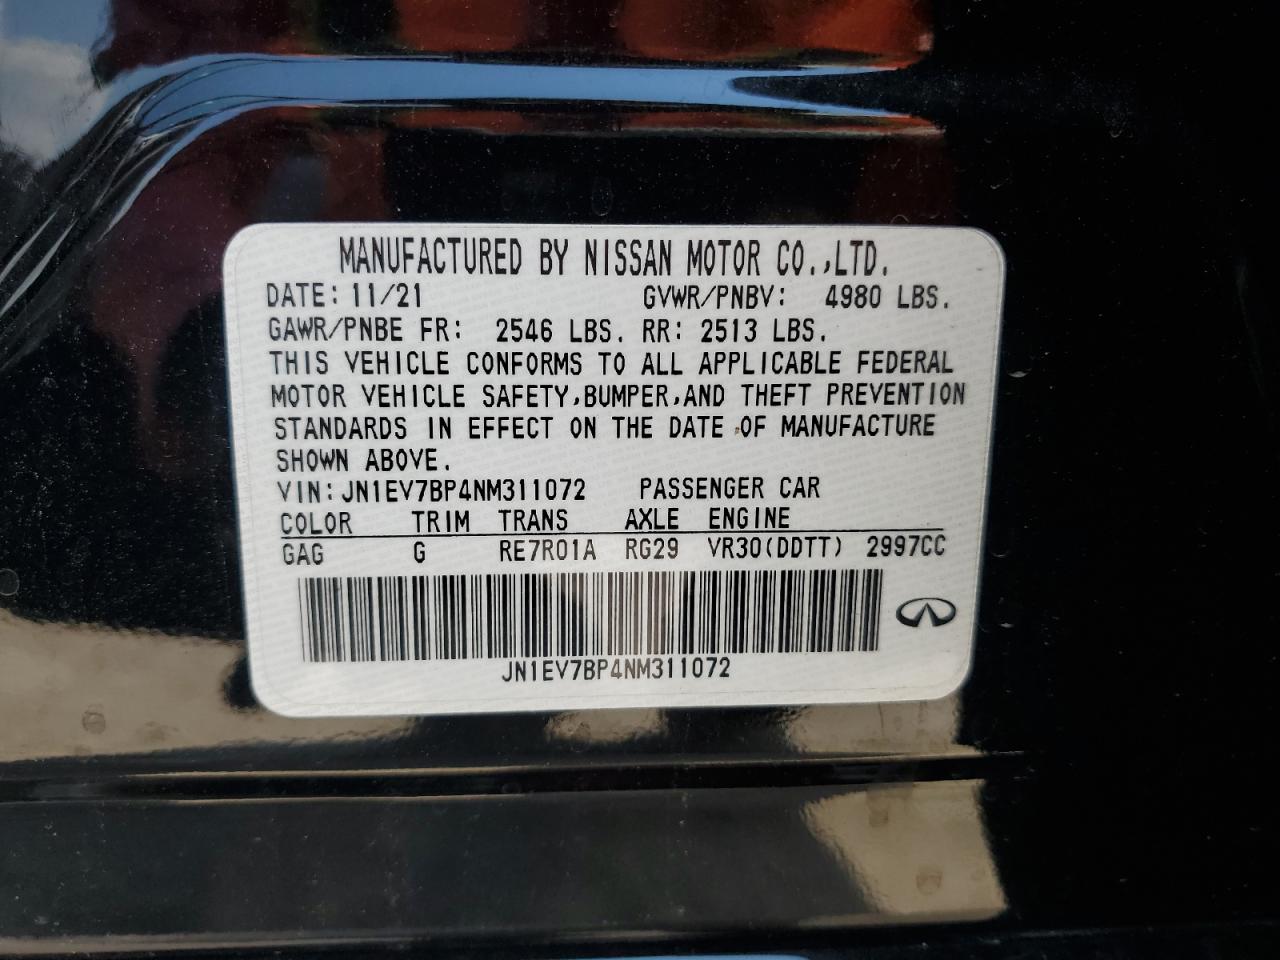 MANUFACTURED BY NISSAN MOTOR CO.,LTD.
DATE: 11/21 GVWR/PNBV: 4980 LBS.
GAWR/PNBE FR: 2546 LBS. RR: 2513 LBS.
THIS VEHICLE CONFORMS TO ALL APPLICABLE FEDERAL
MOTOR VEHICLE SAFETY,BUMPER,AND THEFT PREVENTION
STANDARDS IN EFFECT ON THE DATE OF MANUFACTURE
SHOWN ABOVE.
VIN: JN1EV7BP4NM311072 PASSENGER CAR
COLOR TRIM TRANS AXLE ENGINE
GAG G RE7R01A RG29 VR30(DDTT) 2997CC
JN1EV7BP4NM311072